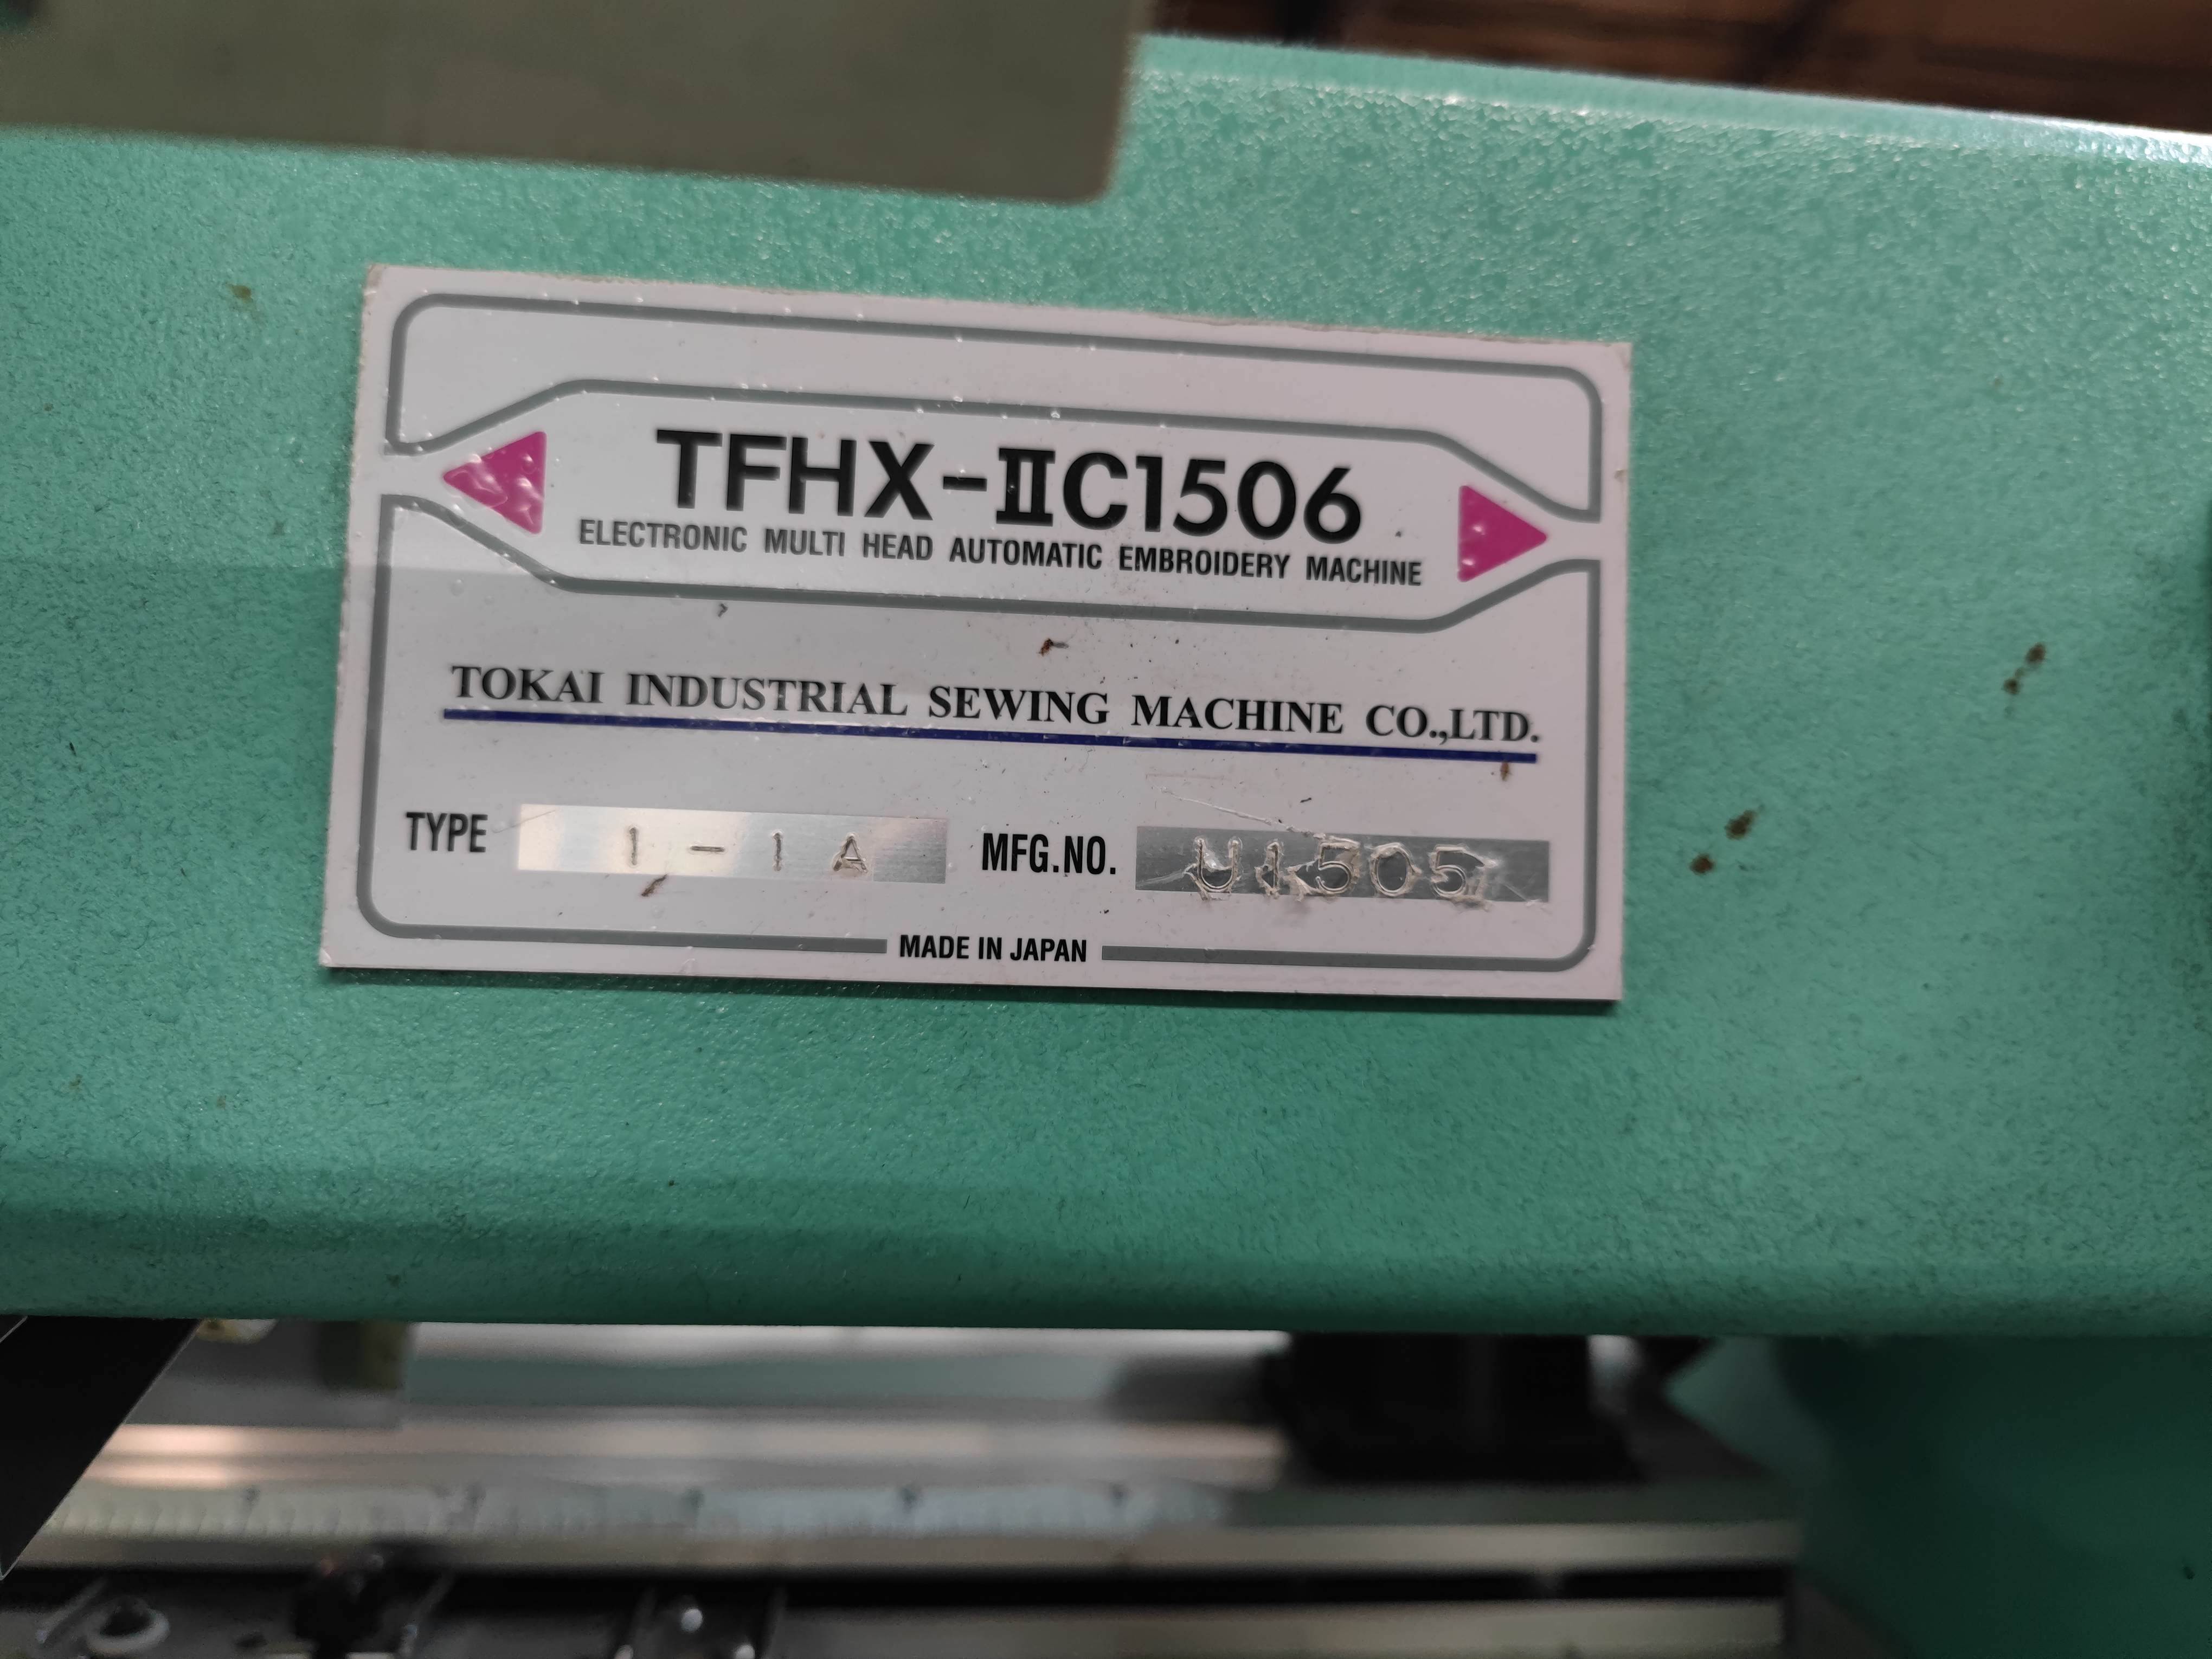 TFHX-ⅡC1506
ELECTRONIC MULTI HEAD AUTOMATIC EMBROIDERY MACHINE
TOKAI INDUSTRIAL SEWING MACHINE CO.,LTD.
TYPE 1-1A MFG.NO. U1505
MADE IN JAPAN